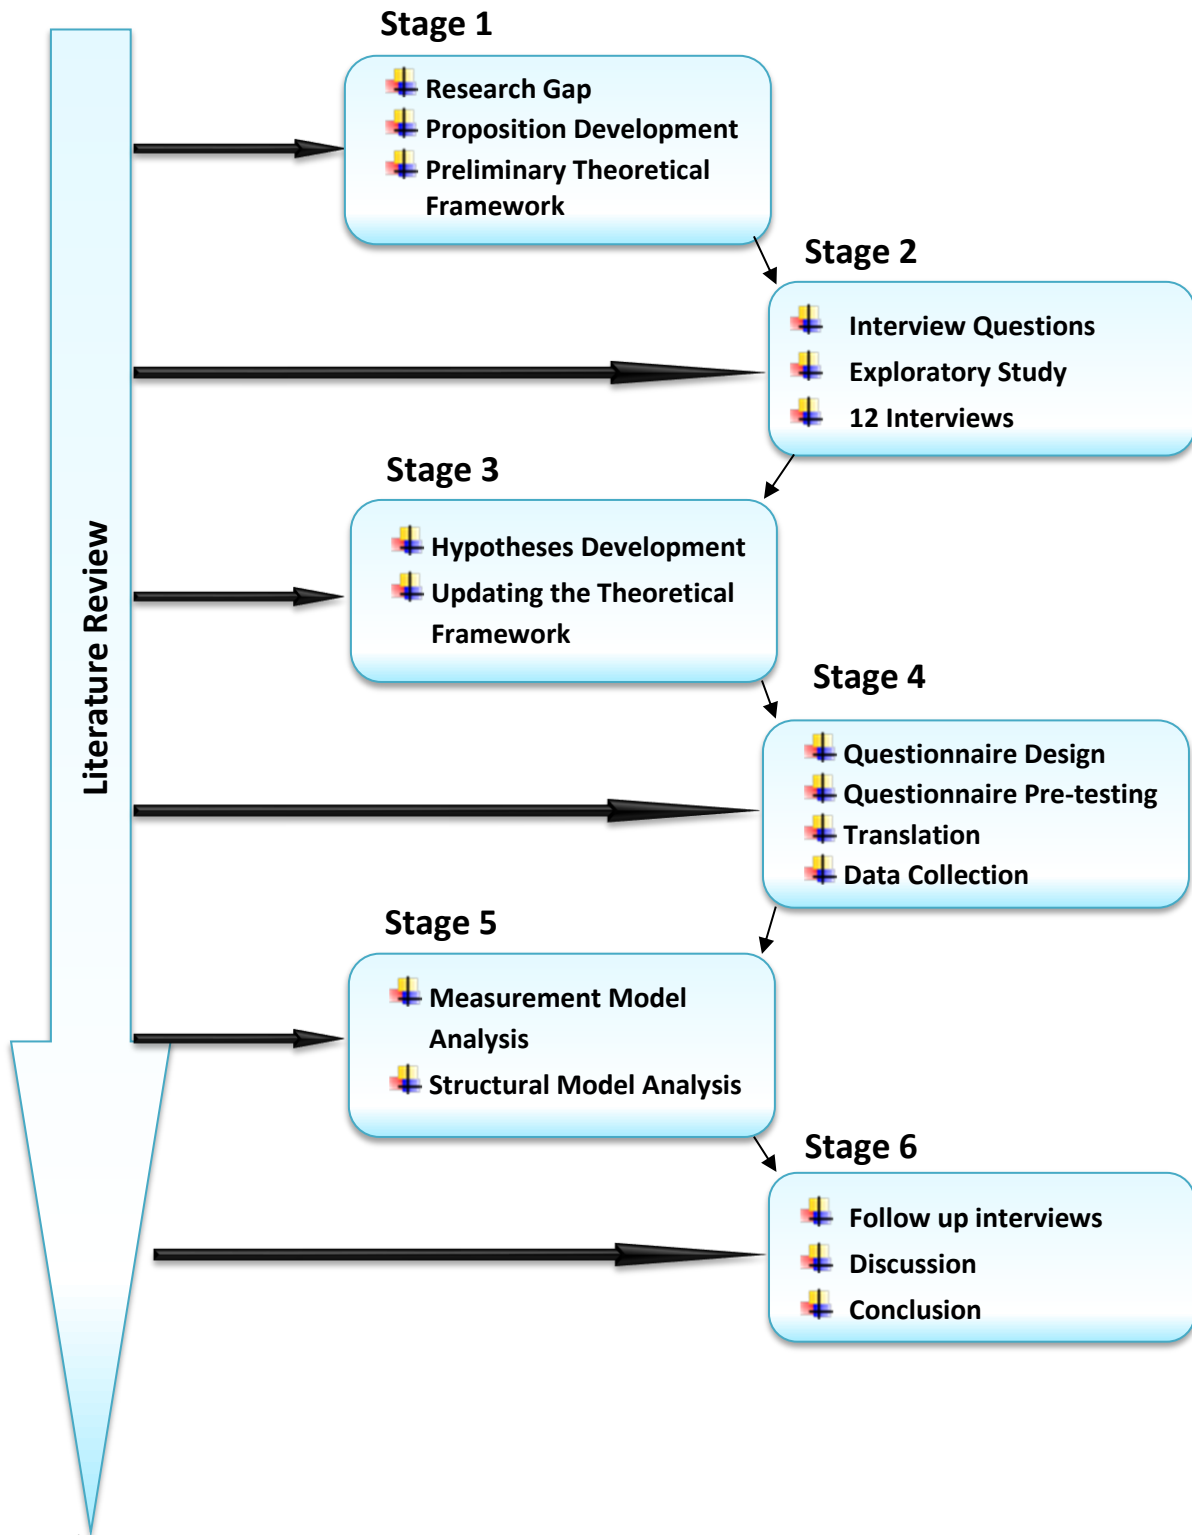 Stage 1
Research Gap
Proposition Development
Preliminary Theoretical
Framework
Stage 2
Interview Questions
Exploratory Study
12 Interviews
Stage 3
Hypotheses Development
Updating the Theoretical
Framework
Literature Review
Stage 4
Questionnaire Design
Questionnaire Pre-testing
Translation
Data Collection
Stage 5
Measurement Model
Analysis
Structural Model Analysis
Stage 6
Follow up interviews
Discussion
Conclusion